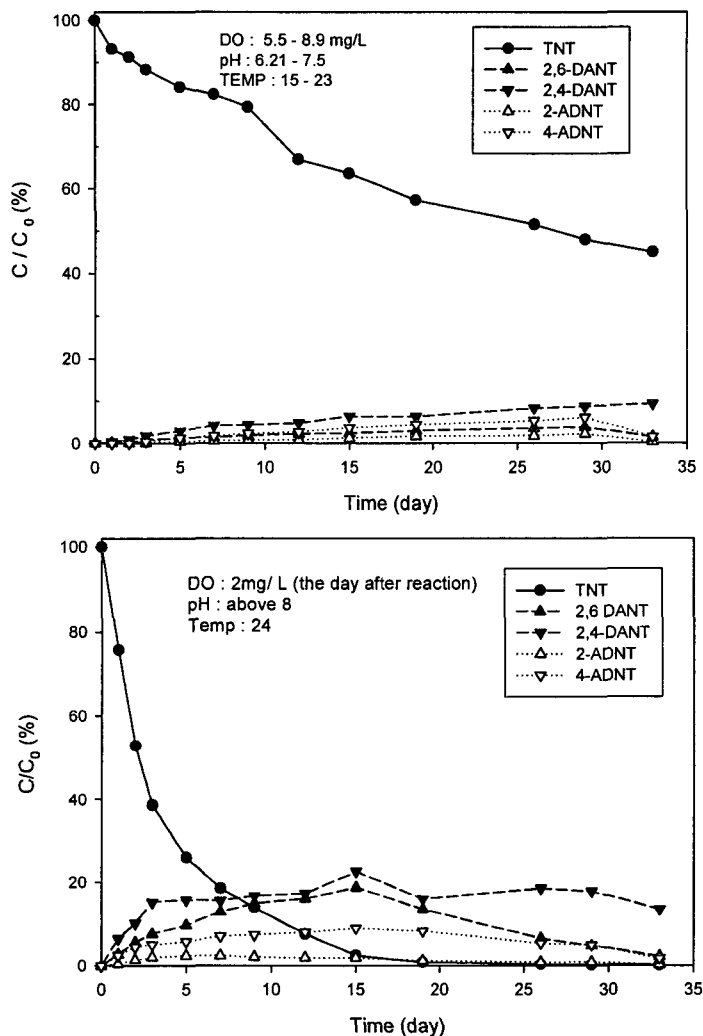 100
80
60
40
20
0
C / C0 (%)
DO : 5.5 - 8.9 mg/L
pH : 6.21 - 7.5
TEMP : 15 - 23
TNT
2,6-DANT
2,4-DANT
2-ADNT
4-ADNT
0 5 10 15 20 25 30 35
Time (day)
100
80
60
40
20
0
C/C0 (%)
DO : 2mg/ L (the day after reaction)
pH : above 8
Temp : 24
TNT
2,6 DANT
2,4-DANT
2-ADNT
4-ADNT
0 5 10 15 20 25 30 35
Time (day)